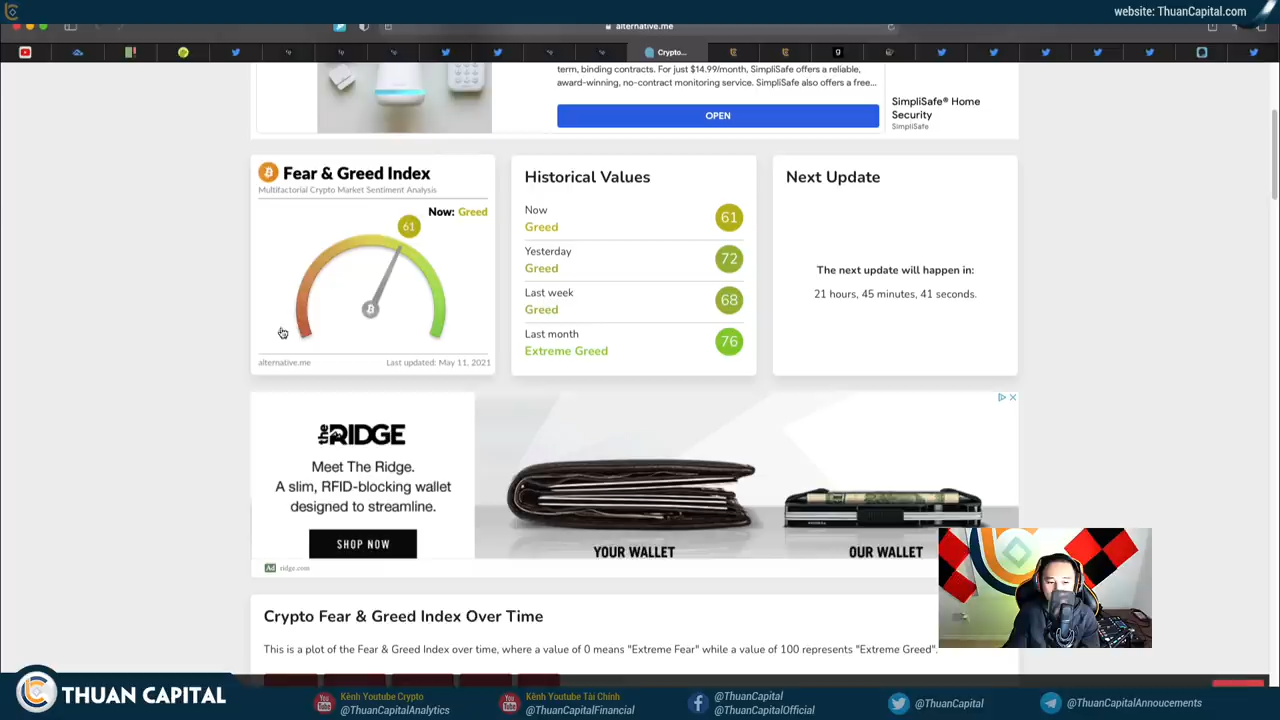 website: ThuanCapital.com
alternative.me
Crypto...
term, binding contracts. For just $14.99/month, SimpliSafe offers a reliable,
award-winning, no-contract monitoring service. SimpliSafe also offers a free...
OPEN
SimpliSafe® Home
Security
SimpliSafe
Fear & Greed Index
Multifactorial Crypto Market Sentiment Analysis
Now: Greed
61
alternative.me
Last updated: May 11, 2021
Historical Values
Now
Greed
61
Yesterday
Greed
72
Last week
Greed
68
Last month
Extreme Greed
76
Next Update
The next update will happen in:
21 hours, 45 minutes, 41 seconds.
the RIDGE
Meet The Ridge.
A slim, RFID-blocking wallet
designed to streamline.
SHOP NOW
YOUR WALLET
OUR WALLET
Ad ridge.com
Crypto Fear & Greed Index Over Time
This is a plot of the Fear & Greed Index over time, where a value of 0 means "Extreme Fear" while a value of 100 represents "Extreme Greed".
THUAN CAPITAL
Kênh Youtube Crypto
@ThuanCapitalAnalytics
Kênh Youtube Tài Chính
@ThuanCapitalFinancial
@ThuanCapital
@ThuanCapitalOfficial
@ThuanCapital
@ThuanCapitalAnnoucements